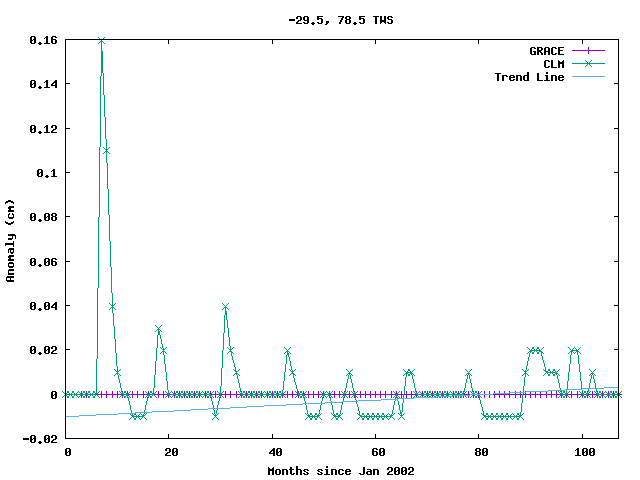 -29.5, 78.5 TWS
GRACE
CLM
Trend Line
0.16
0.14
0.12
0.1
0.08
0.06
0.04
0.02
0
-0.02
Anomaly (cm)
0 20 40 60 80 100
Months since Jan 2002